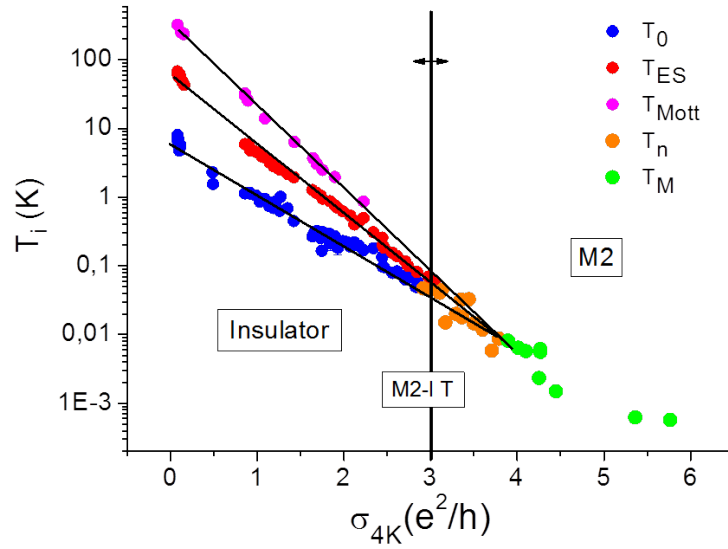 T_i (K)
100
10
1
0.1
0,01
1E-3
T_0
T_ES
T_Mott
T_n
T_M
M2
Insulator
M2-I T
0 1 2 3 4 5 6
σ_4K(e^2/h)